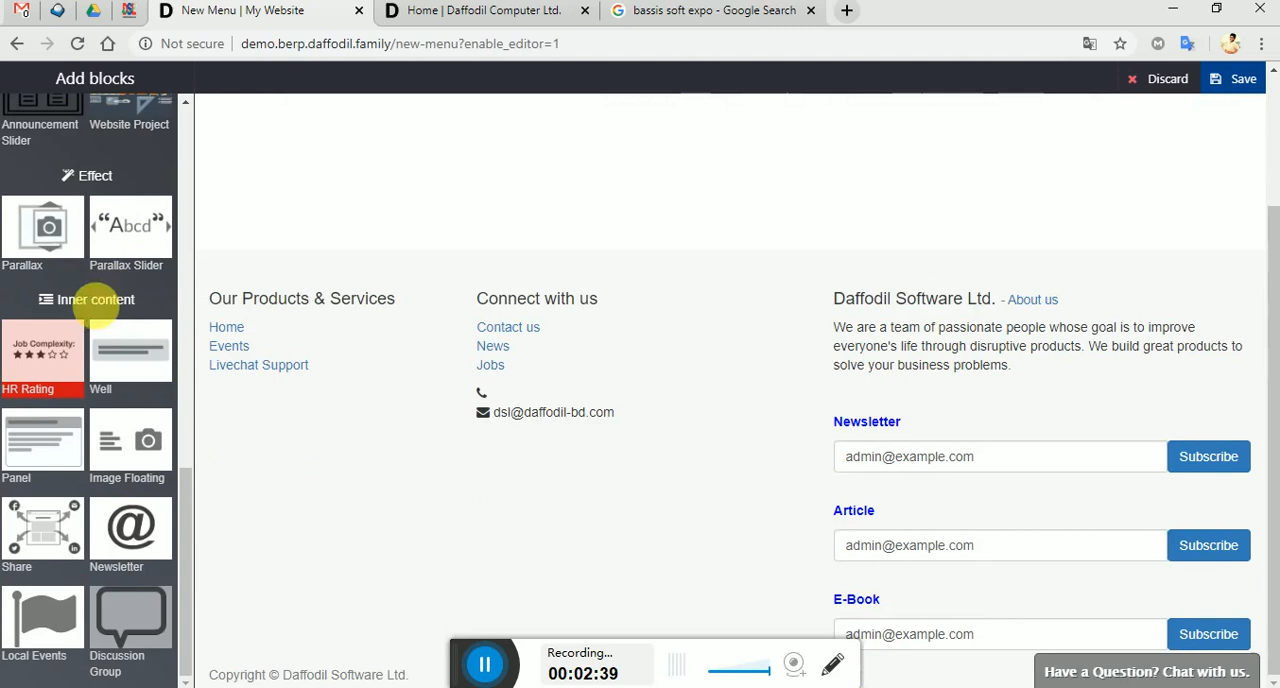 New Menu | My Website
Home | Daffodil Computer Ltd.
bassis soft expo - Google Search
Not secure
demo.berp.daffodil.family/new-menu?enable_editor=1
Add blocks
Discard
Save
Announcement Slider
Website Project
Effect
"Abcd"
Parallax
Parallax Slider
Inner content
Job Complexity:
HR Rating
Well
Panel
Image Floating
Share
Newsletter
Local Events
Discussion Group
Our Products & Services
Home
Events
Livechat Support
Connect with us
Contact us
News
Jobs
dsl@daffodil-bd.com
Daffodil Software Ltd. - About us
We are a team of passionate people whose goal is to improve
everyone's life through disruptive products. We build great products to
solve your business problems.
Newsletter
admin@example.com
Subscribe
Article
admin@example.com
Subscribe
E-Book
admin@example.com
Subscribe
Copyright © Daffodil Software Ltd.
Recording...
00:02:39
Have a Question? Chat with us.